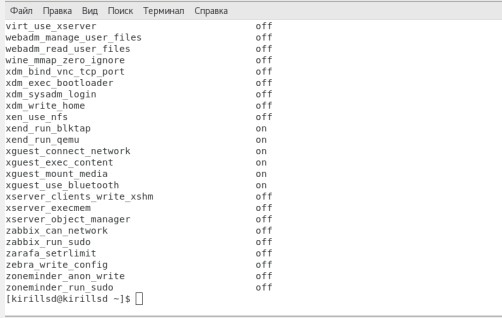 Файл Правка Вид Поиск Терминал Справка
virt_use_xserver off
webadm_manage_user_files off
webadm_read_user_files off
wine_mmap_zero_ignore off
xdm_bind_vnc_tcp_port off
xdm_exec_bootloader off
xdm_sysadm_login off
xdm_write_home off
xen_use_nfs off
xend_run_blktap on
xend_run_qemu on
xguest_connect_network on
xguest_exec_content on
xguest_mount_media on
xguest_use_bluetooth on
xserver_clients_write_xshm off
xserver_execmem off
xserver_object_manager off
zabbix_can_network off
zabbix_run_sudo off
zarafa_setrlimit off
zebra_write_config off
zoneminder_anon_write off
zoneminder_run_sudo off
[kirillsd@kirillsd ~]$